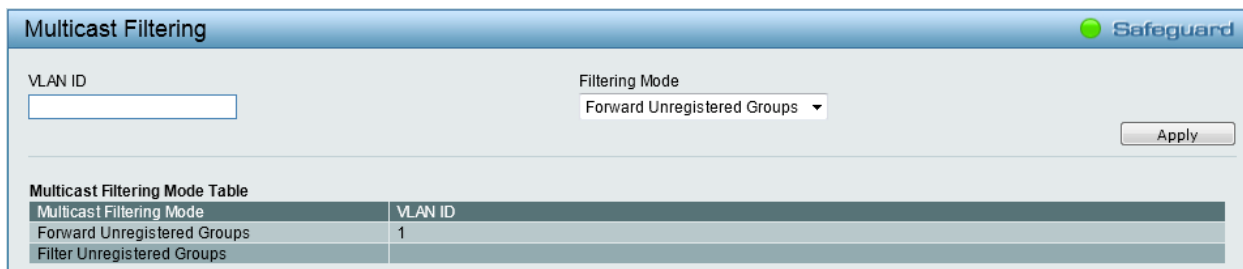 Multicast Filtering
Safeguard
VLAN ID
Filtering Mode
Forward Unregistered Groups
Apply
Multicast Filtering Mode Table
Multicast Filtering Mode VLAN ID
Forward Unregistered Groups 1
Filter Unregistered Groups